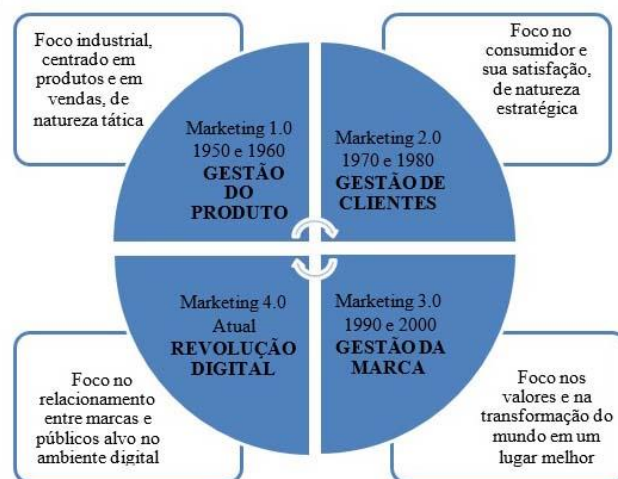 Foco industrial,
centrado em
produtos e em
vendas, de
natureza tática
Foco no
consumidor e
sua satisfação,
de natureza
estratégica
Marketing 1.0
1950 e 1960
GESTÃO
DO
PRODUTO
Marketing 2.0
1970 e 1980
GESTÃO DE
CLIENTES
Marketing 4.0
Atual
REVOLUÇÃO
DIGITAL
Marketing 3.0
1990 e 2000
GESTÃO DA
MARCA
Foco no
relacionamento
entre marcas e
públicos alvo no
ambiente digital
Foco nos
valores e na
transformação do
mundo em um
lugar melhor